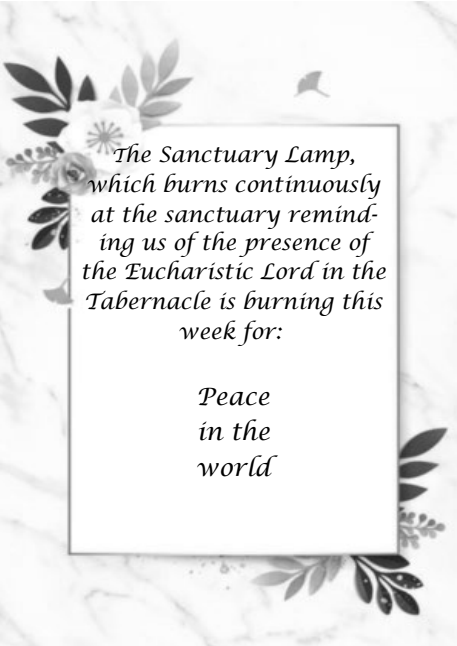 The Sanctuary Lamp,
which burns continuously
at the sanctuary remind-
ing us of the presence of
the Eucharistic Lord in the
Tabernacle is burning this
week for:
Peace
in the
world